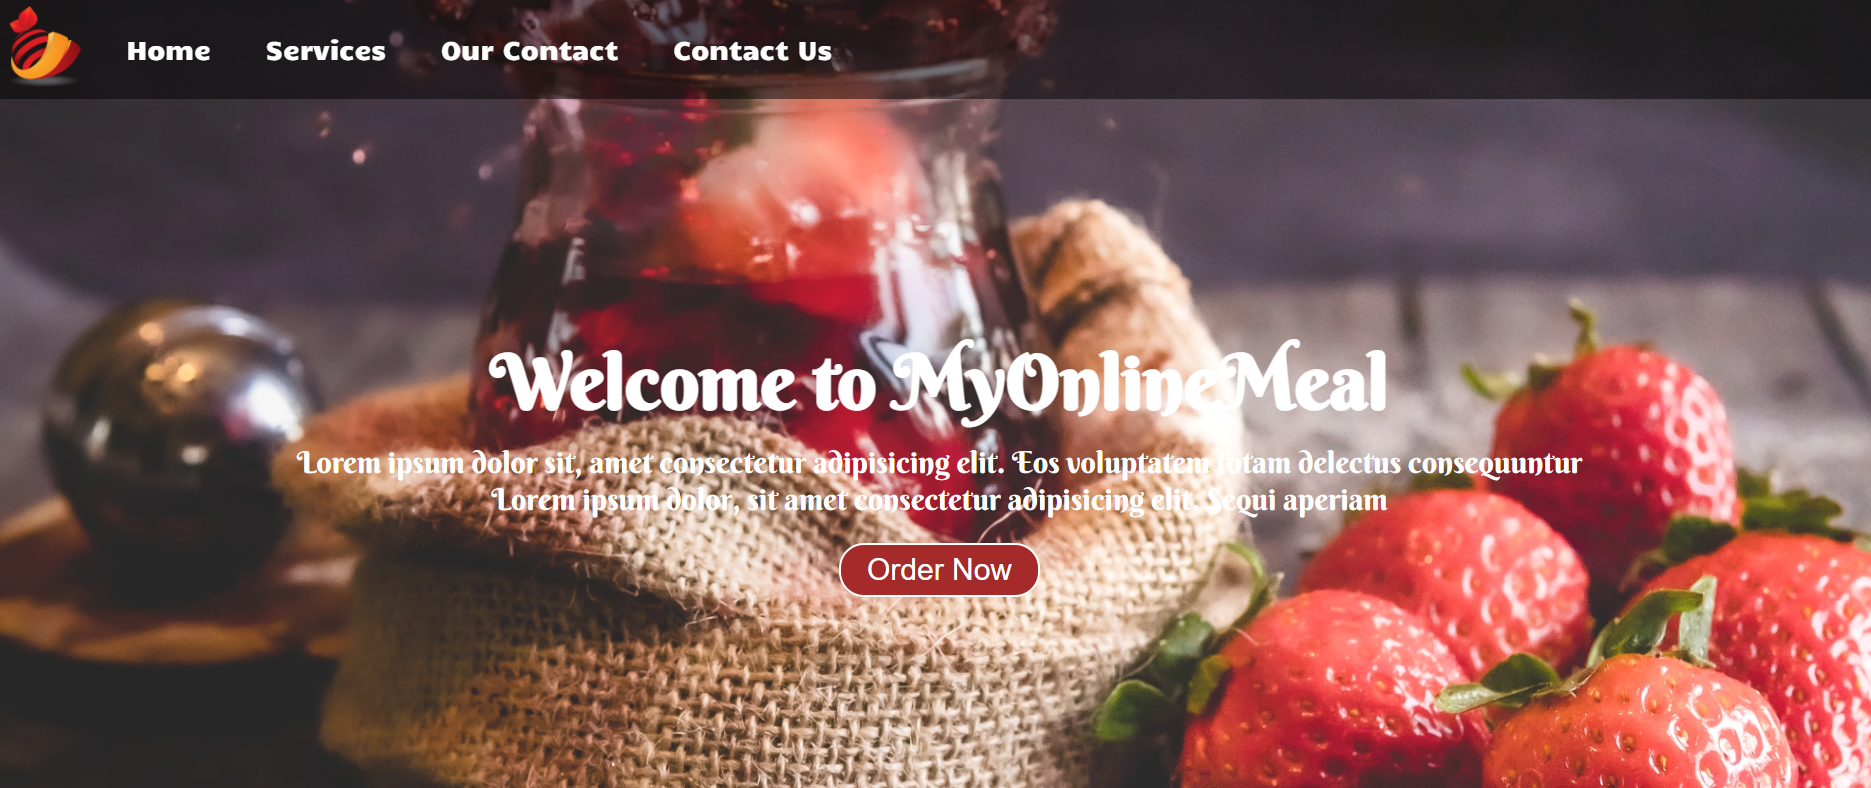 Home Services Our Contact Contact Us
Welcome to MyOnlineMeal
Lorem ipsum dolor sit, amet consectetur adipisicing elit. Eos voluptatem totam delectus consequuntur
Lorem ipsum dolor, sit amet consectetur adipisicing elit. Sequi aperiam
Order Now